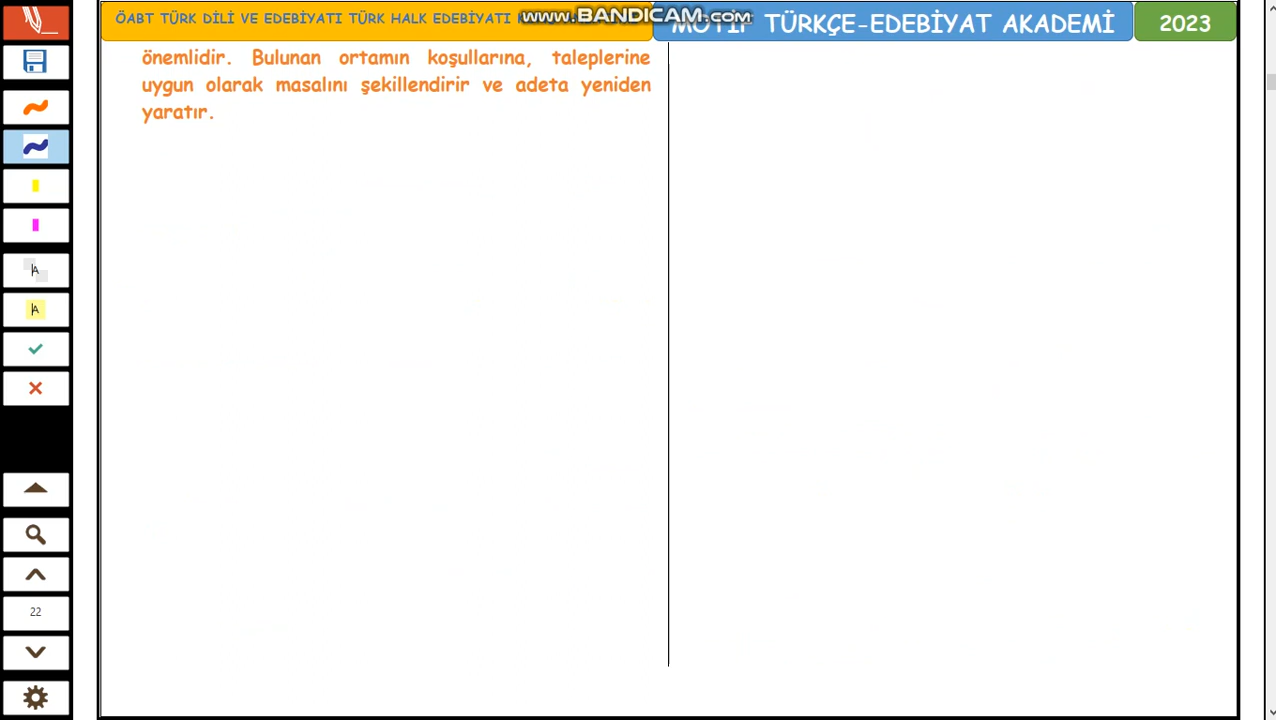 ÖABT TÜRK DİLİ VE EDEBİYATI TÜRK HALK EDEBİYATI
www.BANDICAM.com
MOTİF TÜRKÇE-EDEBİYAT AKADEMİ
2023
önemlidir. Bulunan ortamın koşullarına, taleplerine
uygun olarak masalını şekillendirir ve adeta yeniden
yaratır.
A
A
22